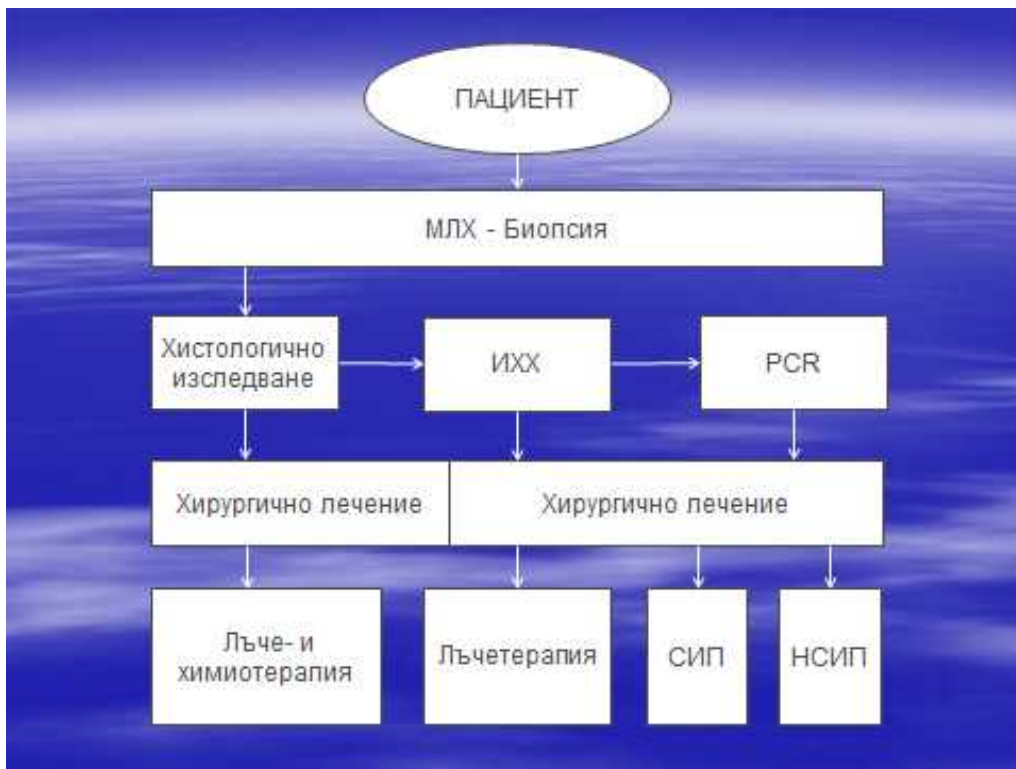 ПАЦИЕНТ
МЛХ - Биопсия
Хистологично
изследване
ИХХ
PCR
Хирургично лечение
Хирургично лечение
Лъче- и
химиотерапия
Лъчетерапия
СИП
НСИП